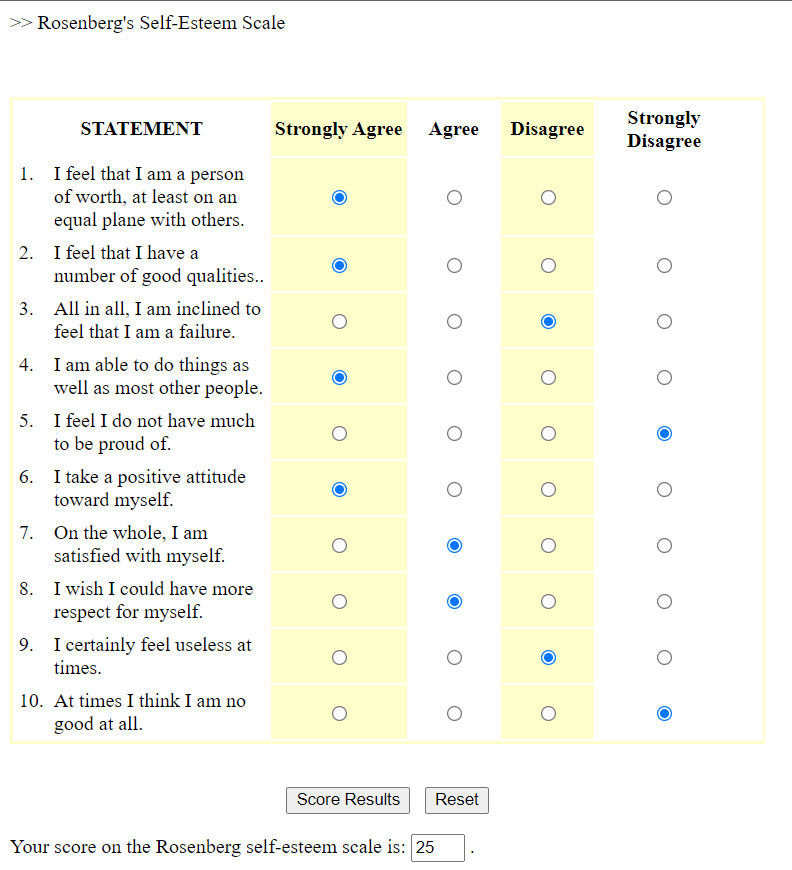 >> Rosenberg's Self-Esteem Scale
STATEMENT Strongly Agree Agree Disagree Strongly Disagree
1. I feel that I am a person
of worth, at least on an
equal plane with others.
2. I feel that I have a
number of good qualities..
3. All in all, I am inclined to
feel that I am a failure.
4. I am able to do things as
well as most other people.
5. I feel I do not have much
to be proud of.
6. I take a positive attitude
toward myself.
7. On the whole, I am
satisfied with myself.
8. I wish I could have more
respect for myself.
9. I certainly feel useless at
times.
10. At times I think I am no
good at all.
Score Results Reset
Your score on the Rosenberg self-esteem scale is: 25 .